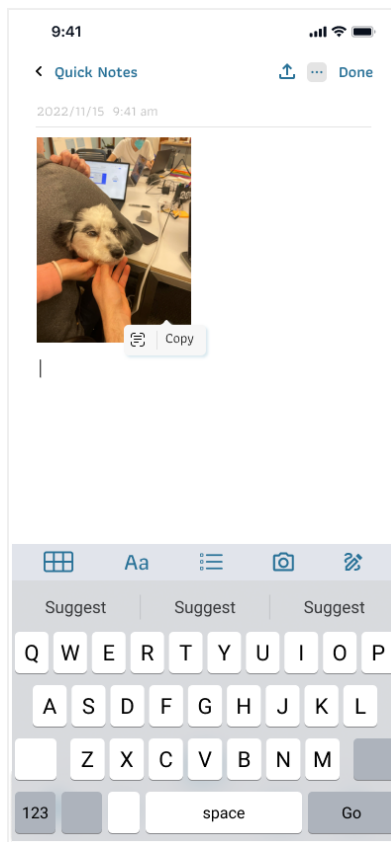 9:41
Quick Notes
Done
2022/11/15 9:41 am
Copy
Aa
Suggest Suggest Suggest
Q W E R T Y U I O P
A S D F G H J K L
Z X C V B N M
123 space Go